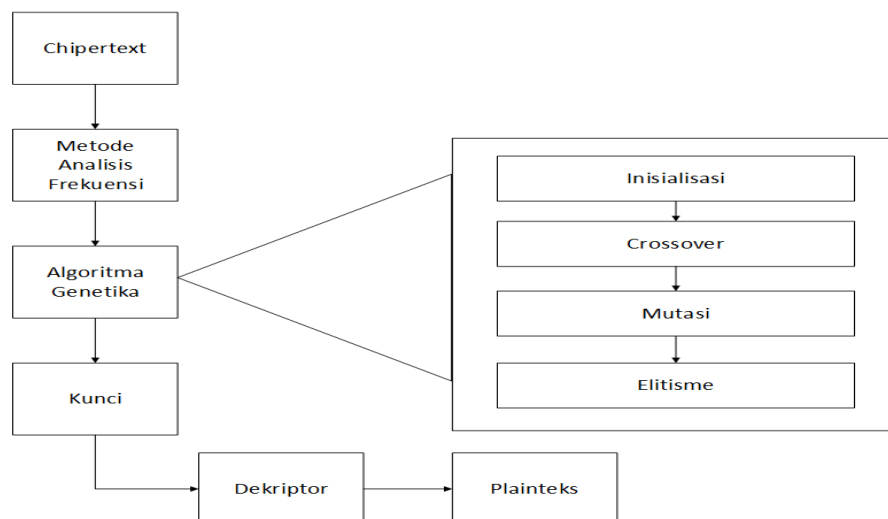 Chipertext
Metode
Analisis
Frekuensi
Algoritma
Genetika
Kunci
Dekriptor
Plainteks
Inisialisasi
Crossover
Mutasi
Elitisme